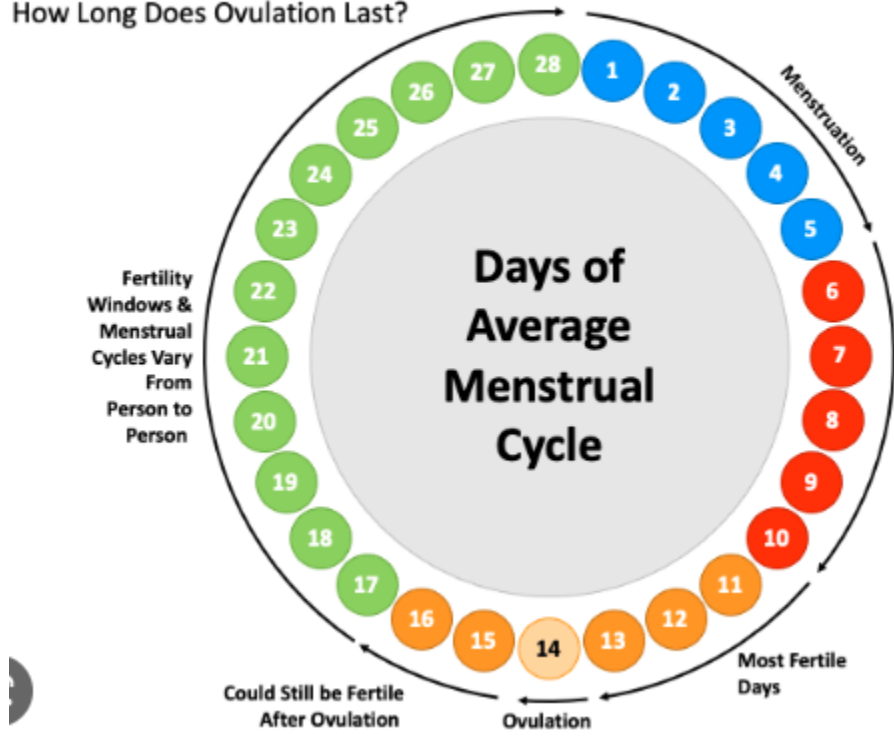 How Long Does Ovulation Last?
28
1
2
3
4
5
6
7
8
9
10
11
12
13
14
15
16
17
18
19
20
21
22
23
24
25
26
27
Menstruation
Days of
Average
Menstrual
Cycle
Fertility
Windows &
Menstrual
Cycles Vary
From
Person to
Person
Most Fertile
Days
Ovulation
Could Still be Fertile
After Ovulation